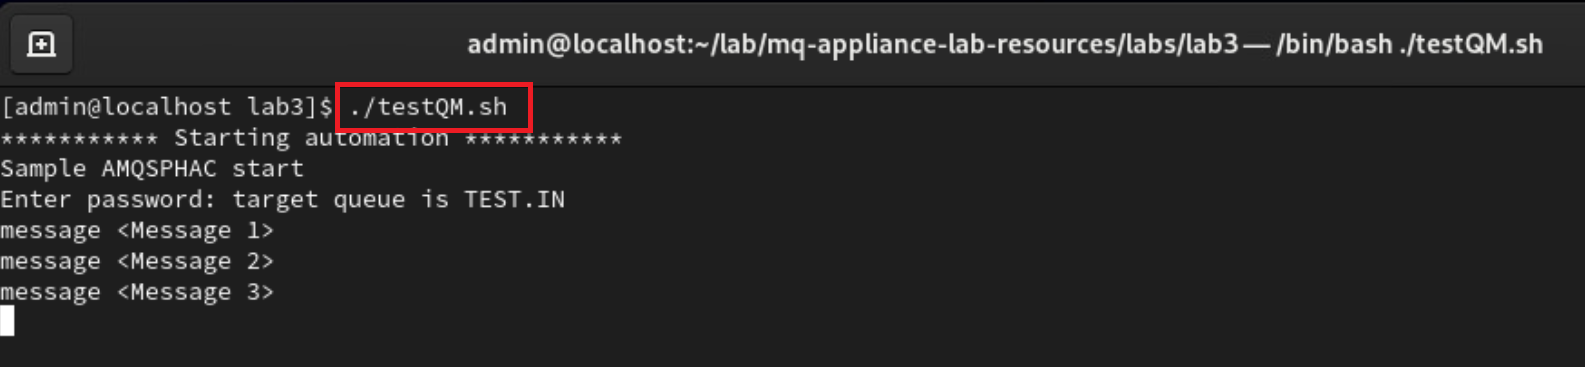 admin@localhost:~/lab/mq-appliance-lab-resources/labs/lab3 — /bin/bash ./testQM.sh
[admin@localhost lab3]$ ./testQM.sh
*********** Starting automation ***********
Sample AMQSPHAC start
Enter password: target queue is TEST.IN
message <Message 1>
message <Message 2>
message <Message 3>